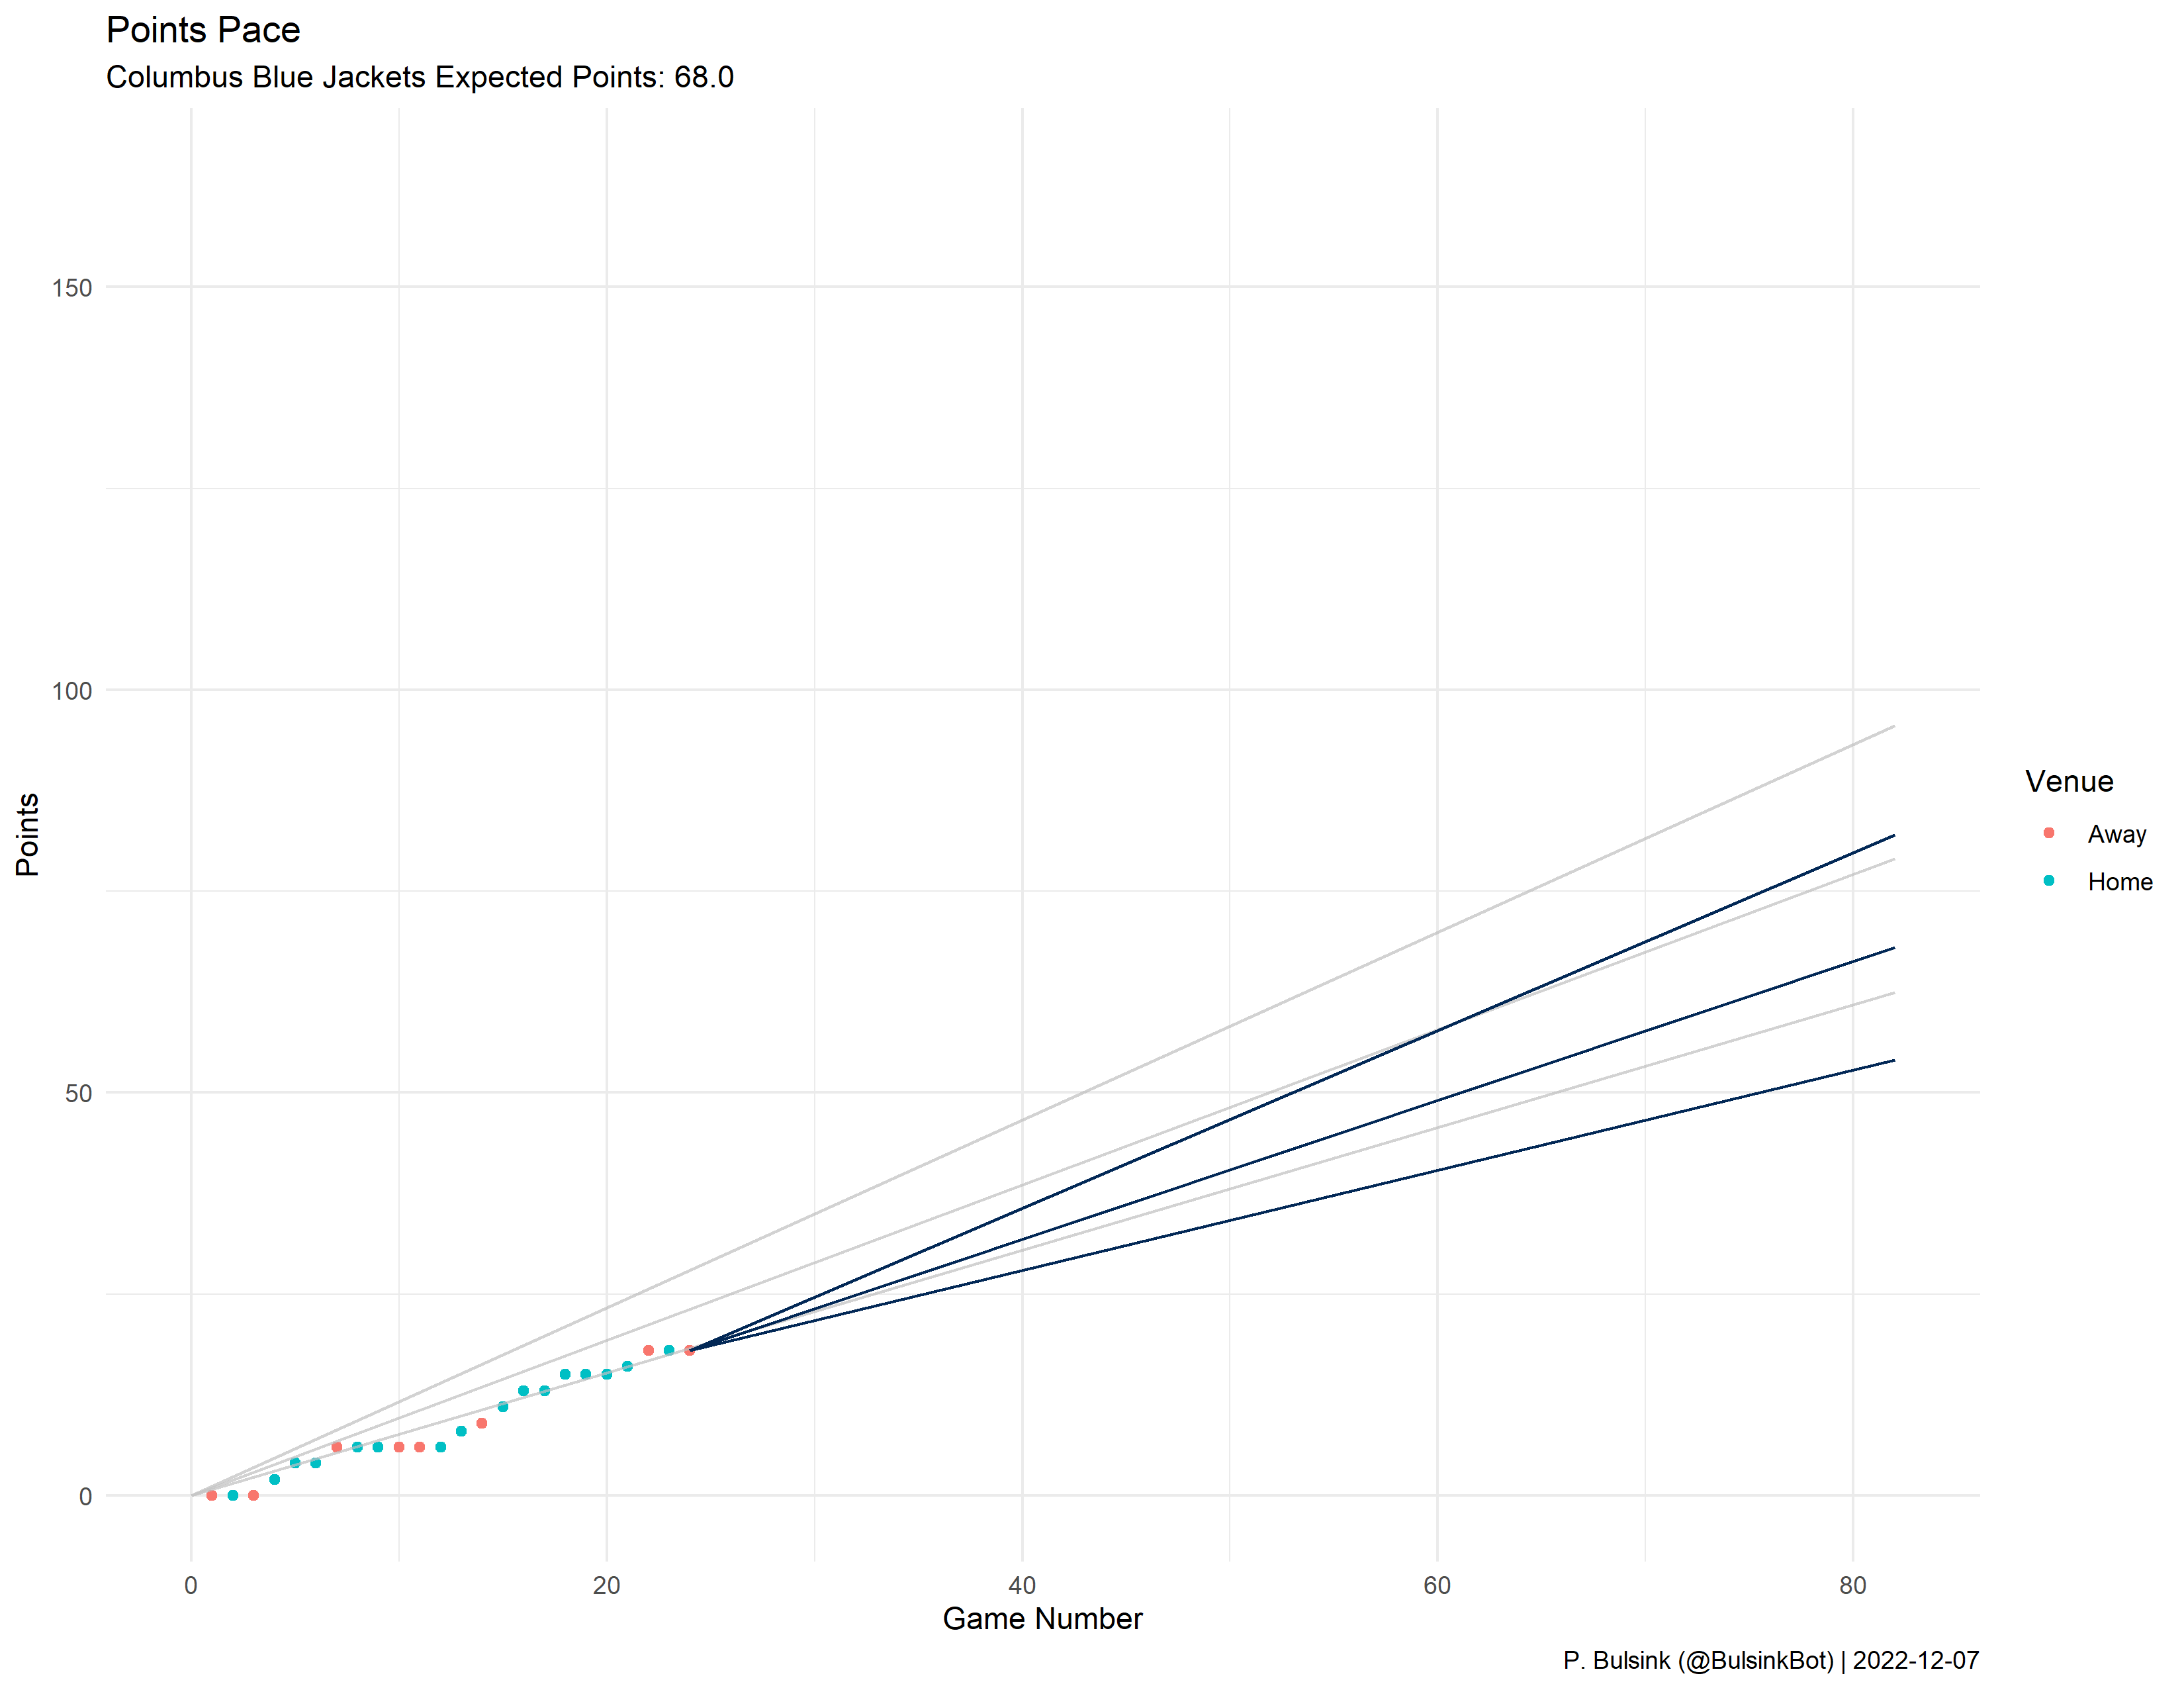 Points Pace
Columbus Blue Jackets Expected Points: 68.0
150
100
50
0
Points
0 20 40 60 80
Game Number
Venue
Away
Home
P. Bulsink (@BulsinkBot) | 2022-12-07